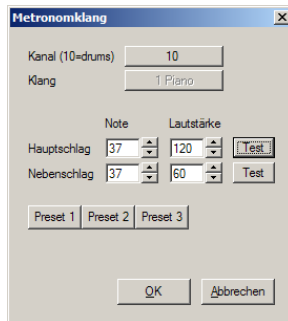 Metronomklang
Kanal (10=drums) 10
Klang 1 Piano
Note Lautstärke
Hauptschlag 37 120 Test
Nebenschlag 37 60 Test
Preset 1 Preset 2 Preset 3
OK Abbrechen